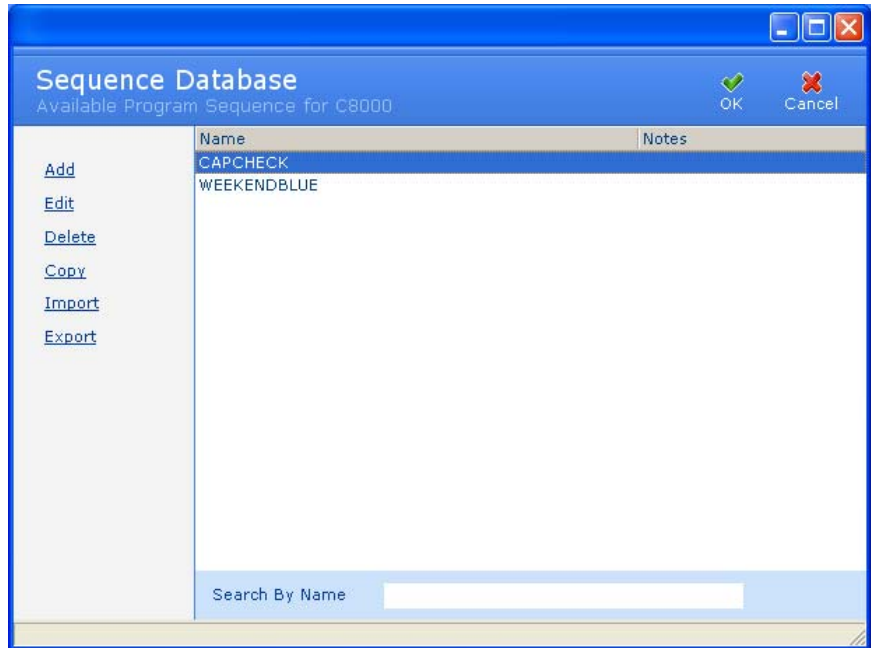 Sequence Database
Available Program Sequence for C8000
OK Cancel
Name Notes
CAPCHECK
WEEKENDBLUE
Add
Edit
Delete
Copy
Import
Export
Search By Name